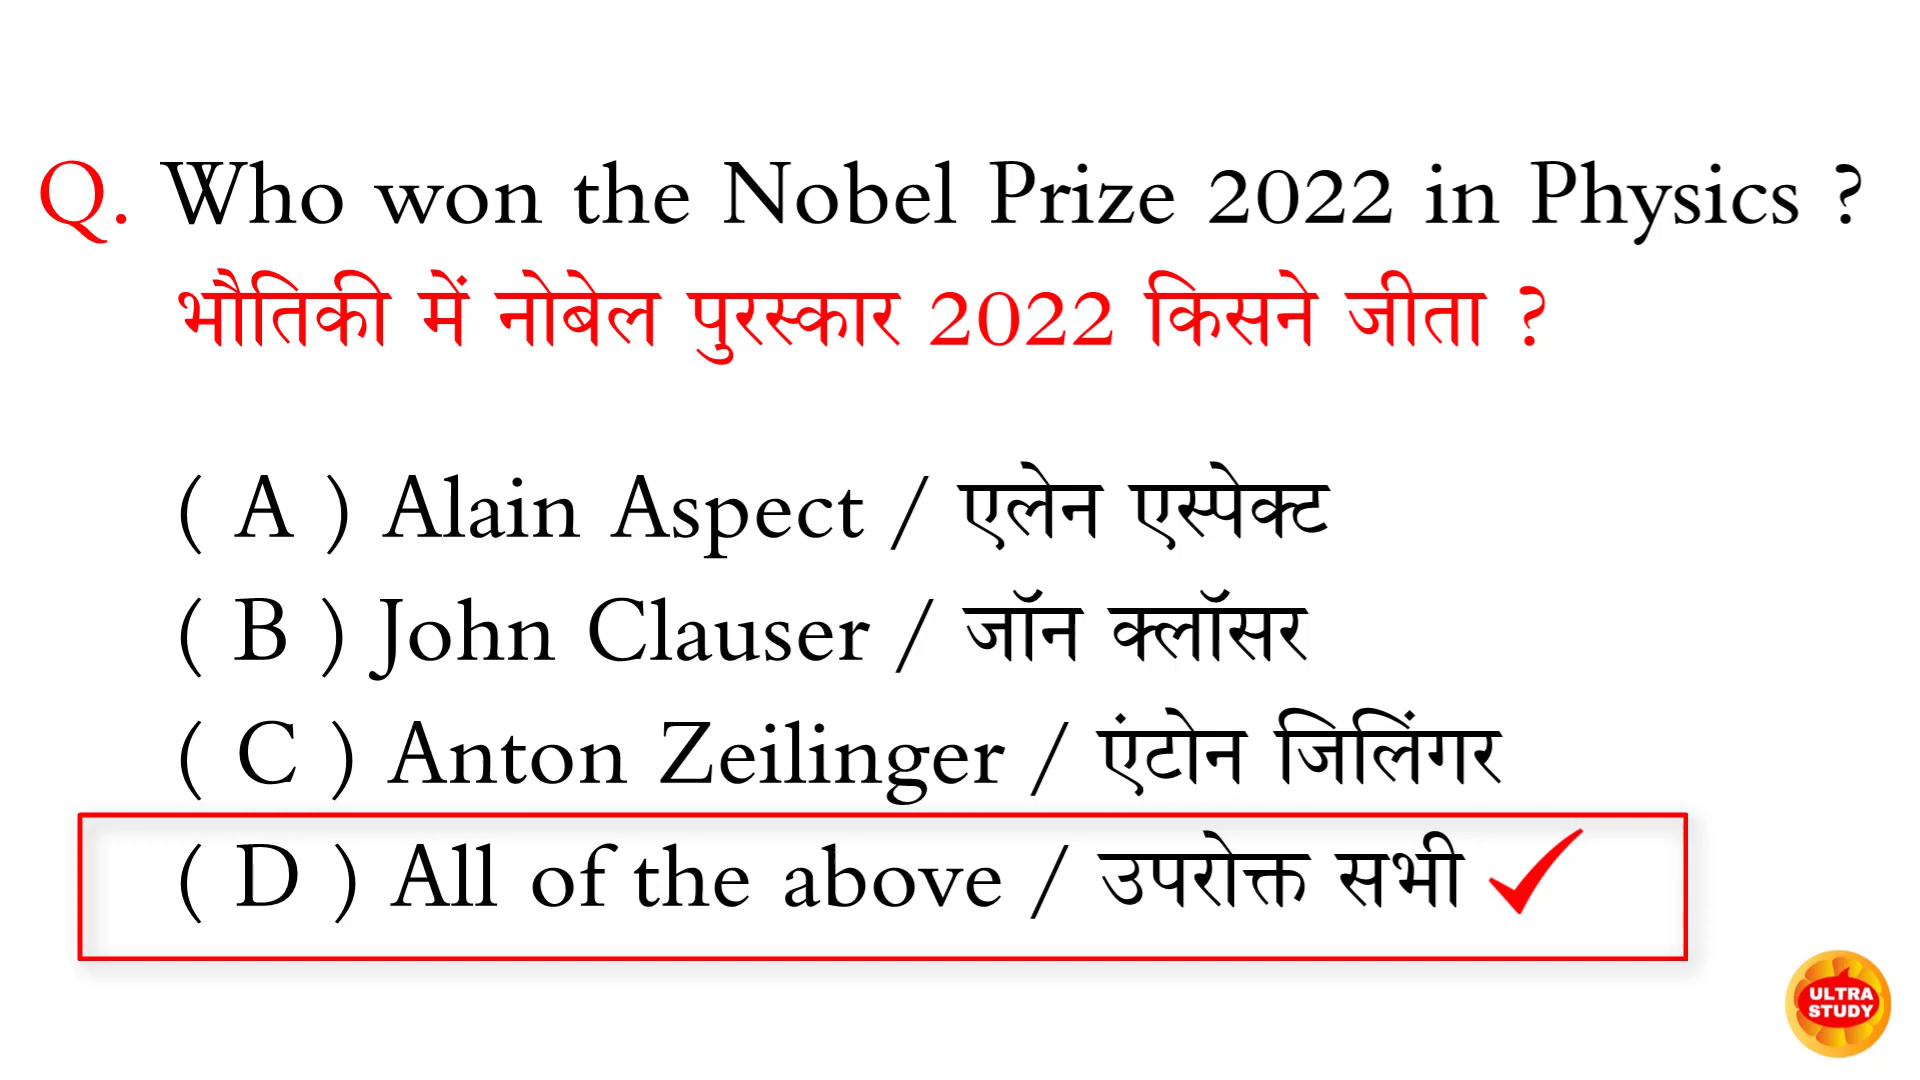 Q. Who won the Nobel Prize 2022 in Physics ?
भौतिकी में नोबेल पुरस्कार 2022 किसने जीता ?
( A ) Alain Aspect / एलेन एस्पेक्ट
( B ) John Clauser / जॉन क्लॉसर
( C ) Anton Zeilinger / एंटोन जिलिंगर
( D ) All of the above / उपरोक्त सभी
ULTRA
STUDY